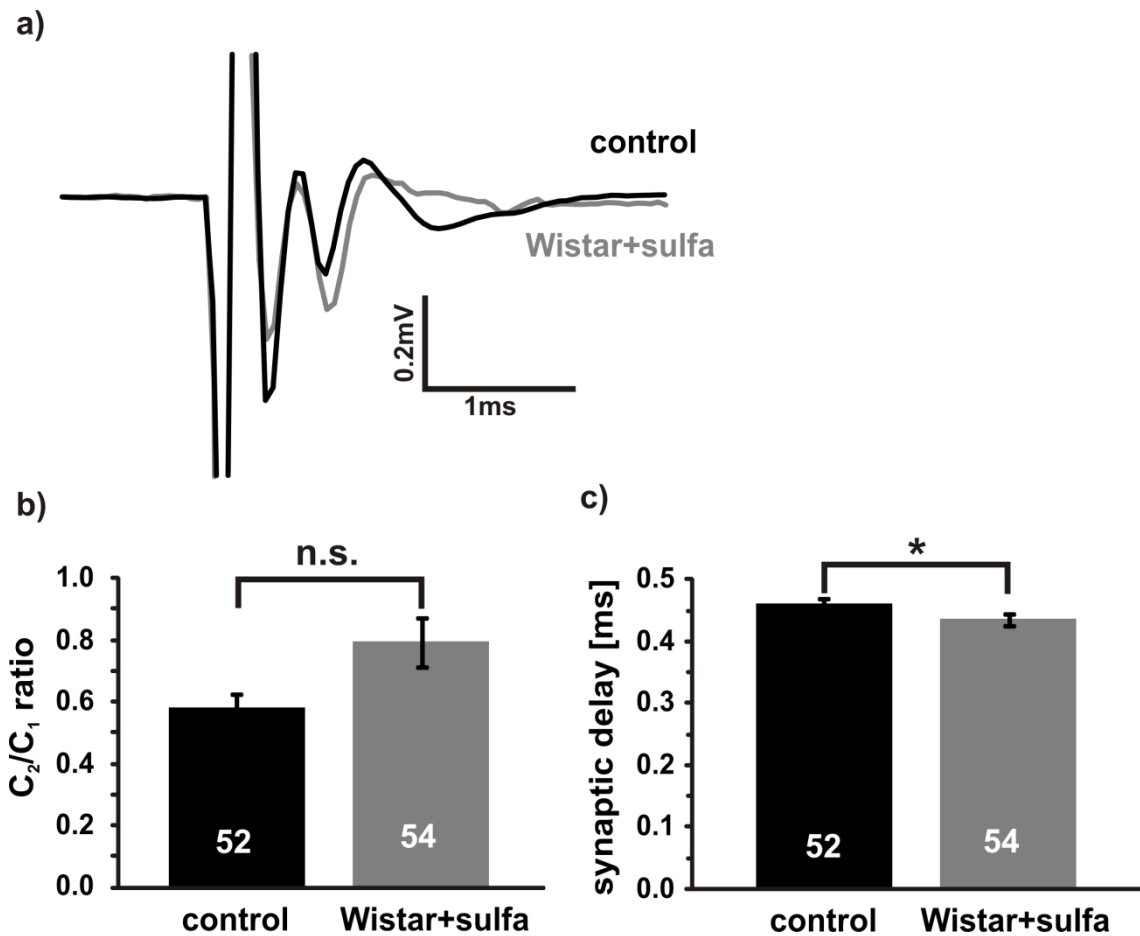 a)
control
Wistar+sulfa
0.2mV
1ms
b)
n.s.
C₂/C₁ ratio
1.0
0.8
0.6
0.4
0.2
0.0
52
54
control
Wistar+sulfa
c)
*
synaptic delay [ms]
0.5
0.4
0.3
0.2
0.1
0.0
52
54
control
Wistar+sulfa